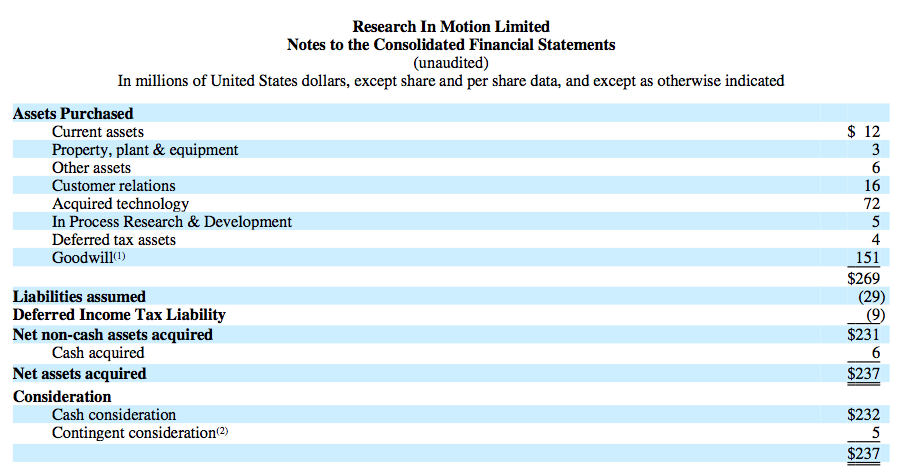 Research In Motion Limited
Notes to the Consolidated Financial Statements
(unaudited)
In millions of United States dollars, except share and per share data, and except as otherwise indicated
Assets Purchased
Current assets $ 12
Property, plant & equipment 3
Other assets 6
Customer relations 16
Acquired technology 72
In Process Research & Development 5
Deferred tax assets 4
Goodwill(1) 151
$269
Liabilities assumed (29)
Deferred Income Tax Liability (9)
Net non-cash assets acquired $231
Cash acquired 6
Net assets acquired $237
Consideration
Cash consideration $232
Contingent consideration(2) 5
$237